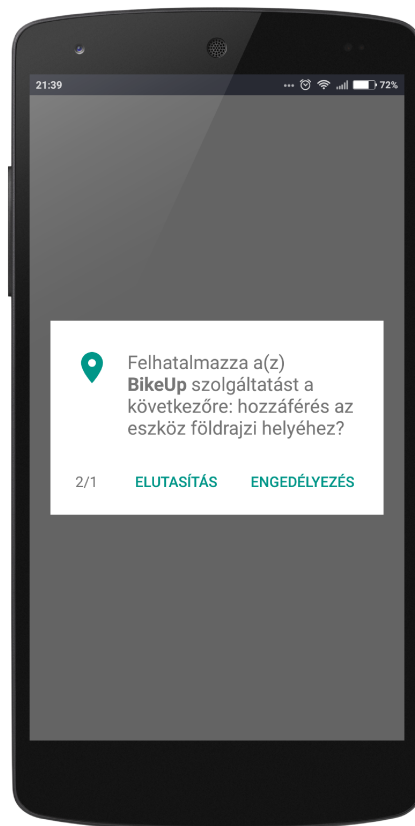 21:39 72%
Felhatalmazza a(z)
BikeUp szolgáltatást a
következőre: hozzáférés az
eszköz földrajzi helyéhez?
2/1 ELUTASÍTÁS ENGEDÉLYEZÉS